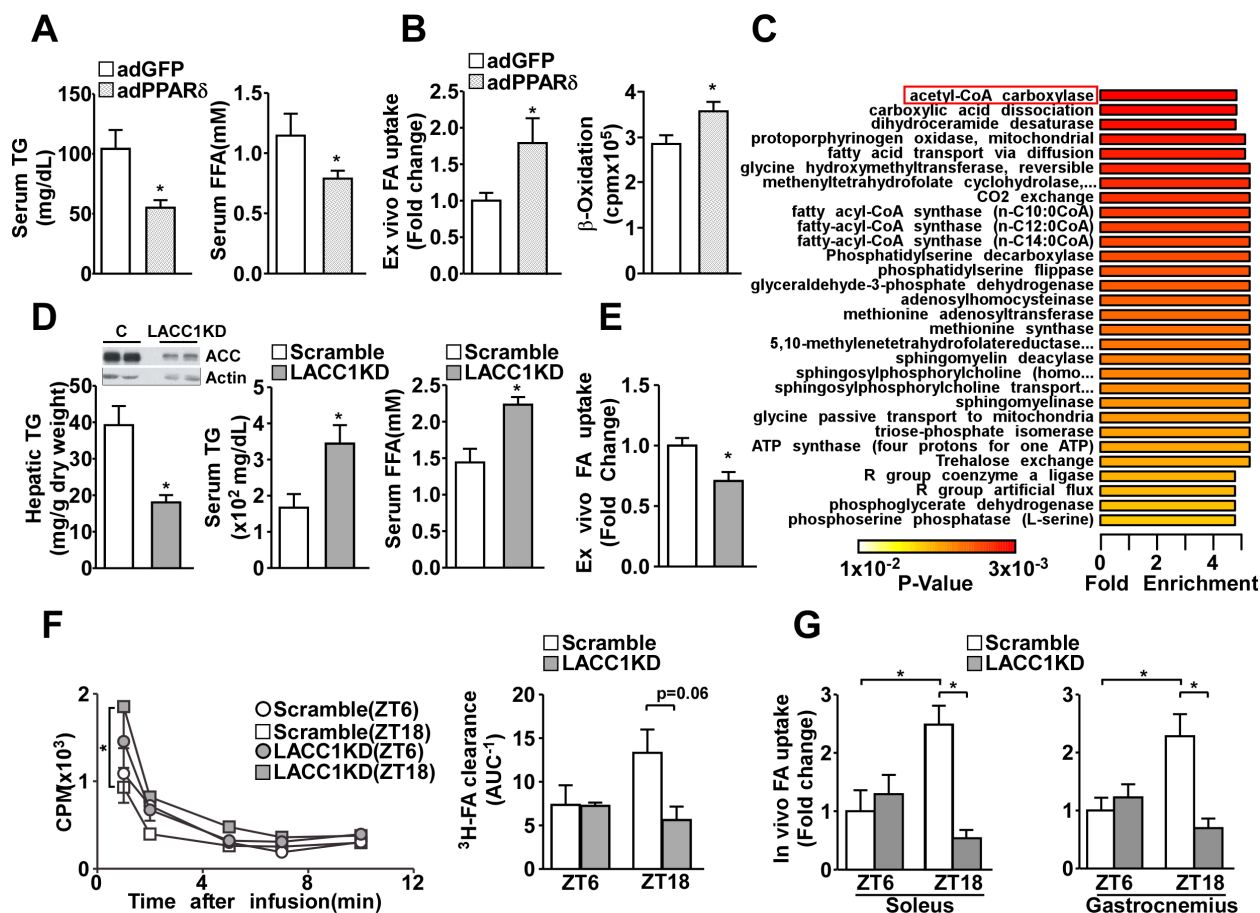 A
adGFP
adPPARδ
Serum TG
(mg/dL)
150
100
50
0
*
Serum FFA(mM)
1.5
1.0
0.5
0.0
*
B
adGFP
adPPARδ
Ex vivo FA uptake
(Fold change)
2.5
2.0
1.5
1.0
0.5
0.0
*
β-Oxidation
(cpmx10⁵)
4
3
2
1
0
*
C
acetyl-CoA carboxylase
carboxylic acid dissociation
dihydroceramide desaturase
protoporphyrinogen oxidase, mitochondrial
fatty acid transport via diffusion
glycine hydroxymethyltransferase, reversible
methenyltetrahydrofolate cyclohydrolase,...
CO2 exchange
fatty acyl-CoA synthase (n-C10:0CoA)
fatty-acyl-CoA synthase (n-C12:0CoA)
fatty-acyl-CoA synthase (n-C14:0CoA)
Phosphatidylserine decarboxylase
phosphatidylserine flippase
glyceraldehyde-3-phosphate dehydrogenase
adenosylhomocysteinase
methionine adenosyltransferase
methionine synthase
5,10-methylenetetrahydrofolatereductase...
sphingomyelin deacylase
sphingosylphosphorylcholine (homo...
sphingosylphosphorylcholine transport...
sphingomyelinase
glycine passive transport to mitochondria
triose-phosphate isomerase
ATP synthase (four protons for one ATP)
Trehalose exchange
R group coenzyme a ligase
R group artificial flux
phosphoglycerate dehydrogenase
phosphoserine phosphatase (L-serine)
1x10⁻² 3x10⁻³
P-Value
0 2 4
Fold Enrichment
D
C LACC1KD
ACC
Actin
Hepatic TG
(mg/g dry weight)
50
40
30
20
10
0
*
Scramble
LACC1KD
Serum TG
(x10² mg/dL)
5
4
3
2
1
0
*
Scramble
LACC1KD
Serum FFA(mM)
2.5
2.0
1.5
1.0
0.5
0.0
*
E
Ex vivo FA uptake
(Fold Change)
1.5
1.0
0.5
0.0
*
F
CPM(x10³)
2
1
0
*
Scramble(ZT6)
Scramble(ZT18)
LACC1KD(ZT6)
LACC1KD(ZT18)
0 4 8 12
Time after infusion(min)
Scramble
LACC1KD
³H-FA clearance
(AUC⁻¹)
20
15
10
5
0
p=0.06
ZT6 ZT18
G
Scramble
LACC1KD
In vivo FA uptake
(Fold change)
3
2
1
0
*
*
ZT6 ZT18
Soleus
3
2
1
0
*
*
ZT6 ZT18
Gastrocnemius